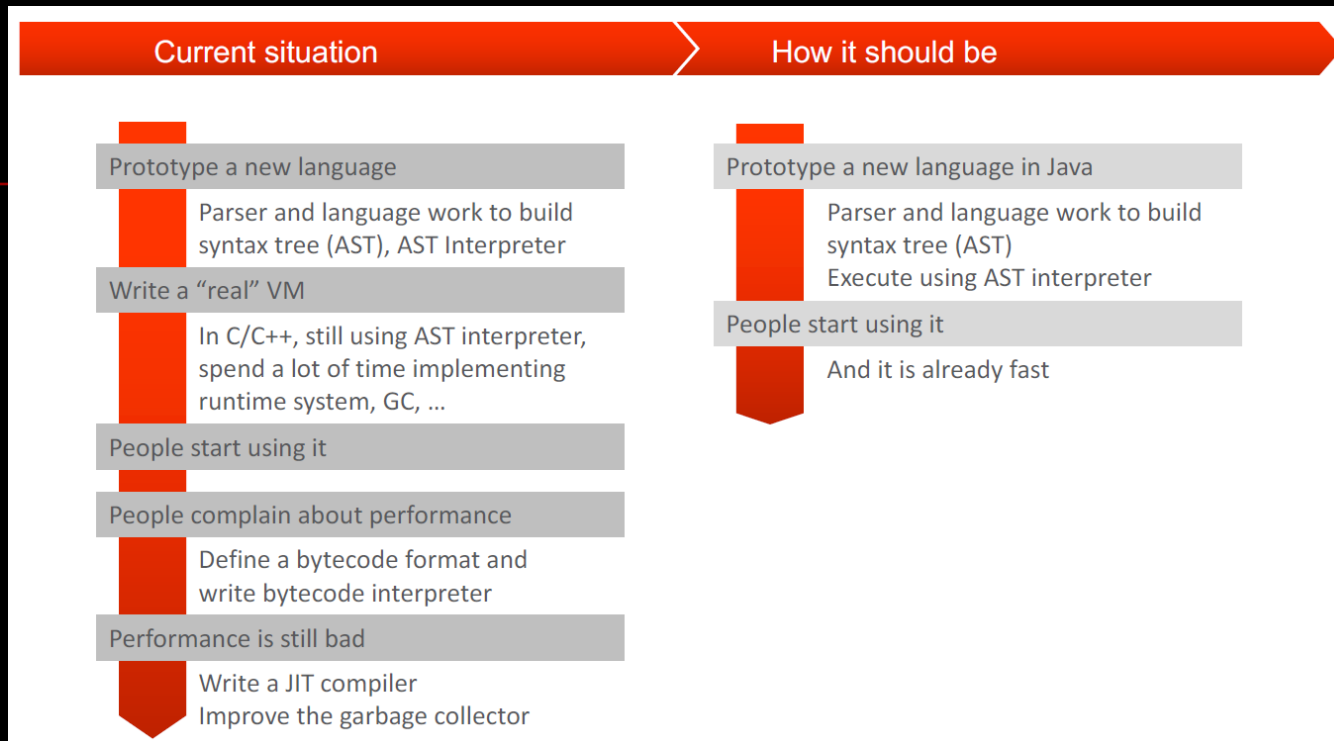 Current situation
How it should be
Prototype a new language
Parser and language work to build
syntax tree (AST), AST Interpreter
Write a “real” VM
In C/C++, still using AST interpreter,
spend a lot of time implementing
runtime system, GC, …
People start using it
People complain about performance
Define a bytecode format and
write bytecode interpreter
Performance is still bad
Write a JIT compiler
Improve the garbage collector
Prototype a new language in Java
Parser and language work to build
syntax tree (AST)
Execute using AST interpreter
People start using it
And it is already fast